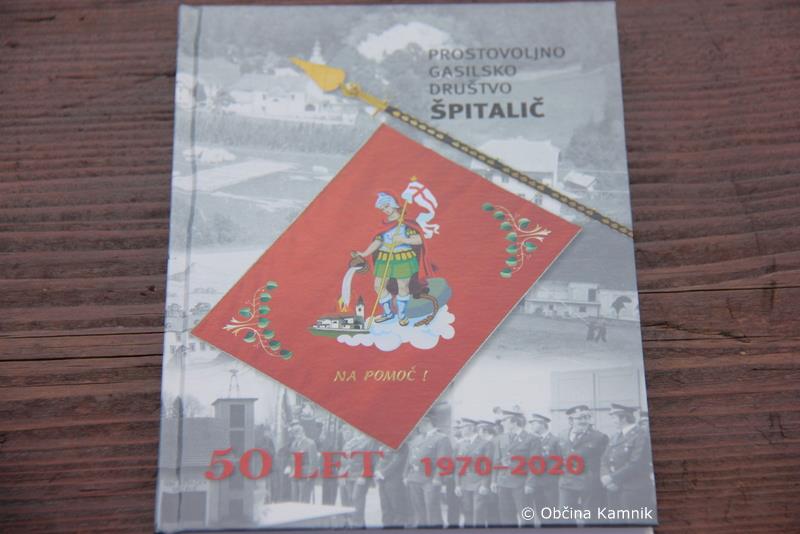 PROSTOVOLJNO
GASILSKO
DRUŠTVO
ŠPITALIČ
NA POMOČ !
50 LET 1970–2020
© Občina Kamnik